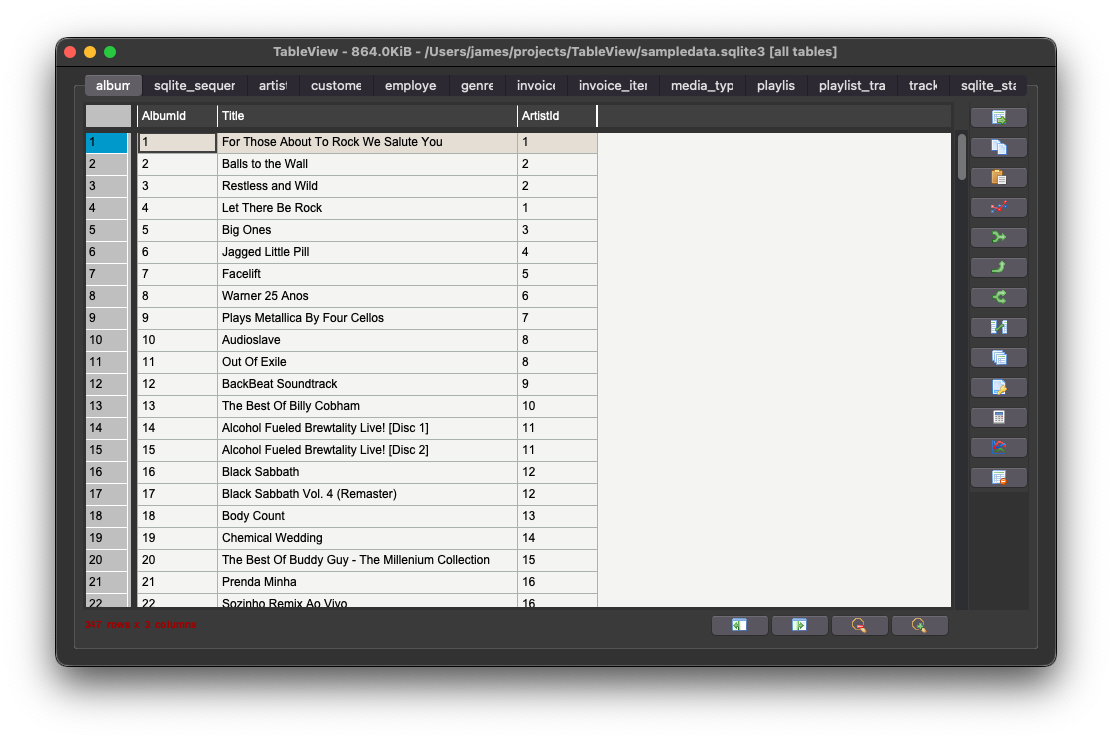 TableView - 864.0KiB - /Users/james/projects/TableView/sampledata.sqlite3 [all tables]
album sqlite_sequer artist custome employe genre invoice invoice_iter media_typ playlis playlist_tra track sqlite_sta
AlbumId Title ArtistId
1 1 For Those About To Rock We Salute You 1
2 2 Balls to the Wall 2
3 3 Restless and Wild 2
4 4 Let There Be Rock 1
5 5 Big Ones 3
6 6 Jagged Little Pill 4
7 7 Facelift 5
8 8 Warner 25 Anos 6
9 9 Plays Metallica By Four Cellos 7
10 10 Audioslave 8
11 11 Out Of Exile 8
12 12 BackBeat Soundtrack 9
13 13 The Best Of Billy Cobham 10
14 14 Alcohol Fueled Brewtality Live! [Disc 1] 11
15 15 Alcohol Fueled Brewtality Live! [Disc 2] 11
16 16 Black Sabbath 12
17 17 Black Sabbath Vol. 4 (Remaster) 12
18 18 Body Count 13
19 19 Chemical Wedding 14
20 20 The Best Of Buddy Guy - The Millenium Collection 15
21 21 Prenda Minha 16
22 22 Sozinho Remix Ao Vivo 16
347 rows x 3 columns